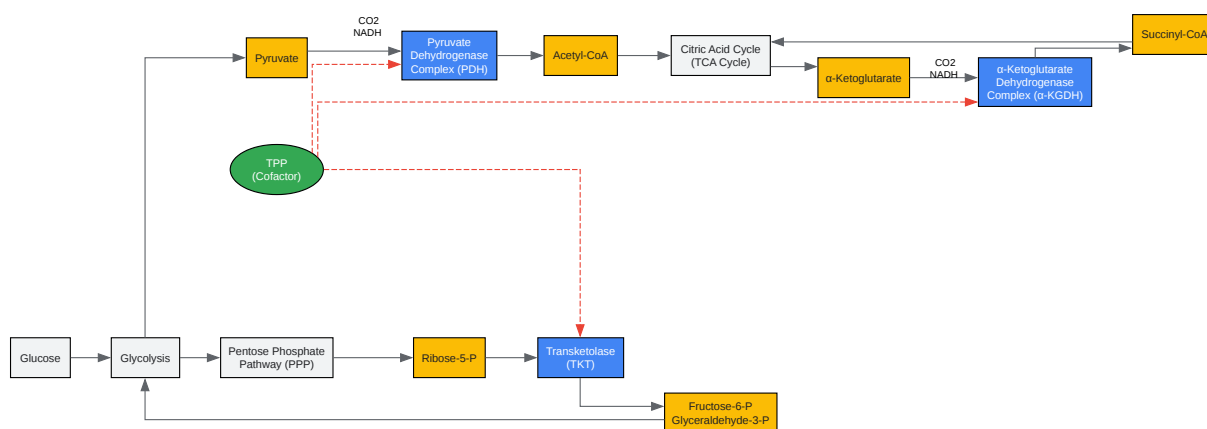 CO2
NADH
Pyruvate
Pyruvate
Dehydrogenase
Complex (PDH)
Acetyl-CoA
Citric Acid Cycle
(TCA Cycle)
α-Ketoglutarate
CO2
NADH
α-Ketoglutarate
Dehydrogenase
Complex (α-KGDH)
Succinyl-CoA
TPP
(Cofactor)
Glucose
Glycolysis
Pentose Phosphate
Pathway (PPP)
Ribose-5-P
Transketolase
(TKT)
Fructose-6-P
Glyceraldehyde-3-P